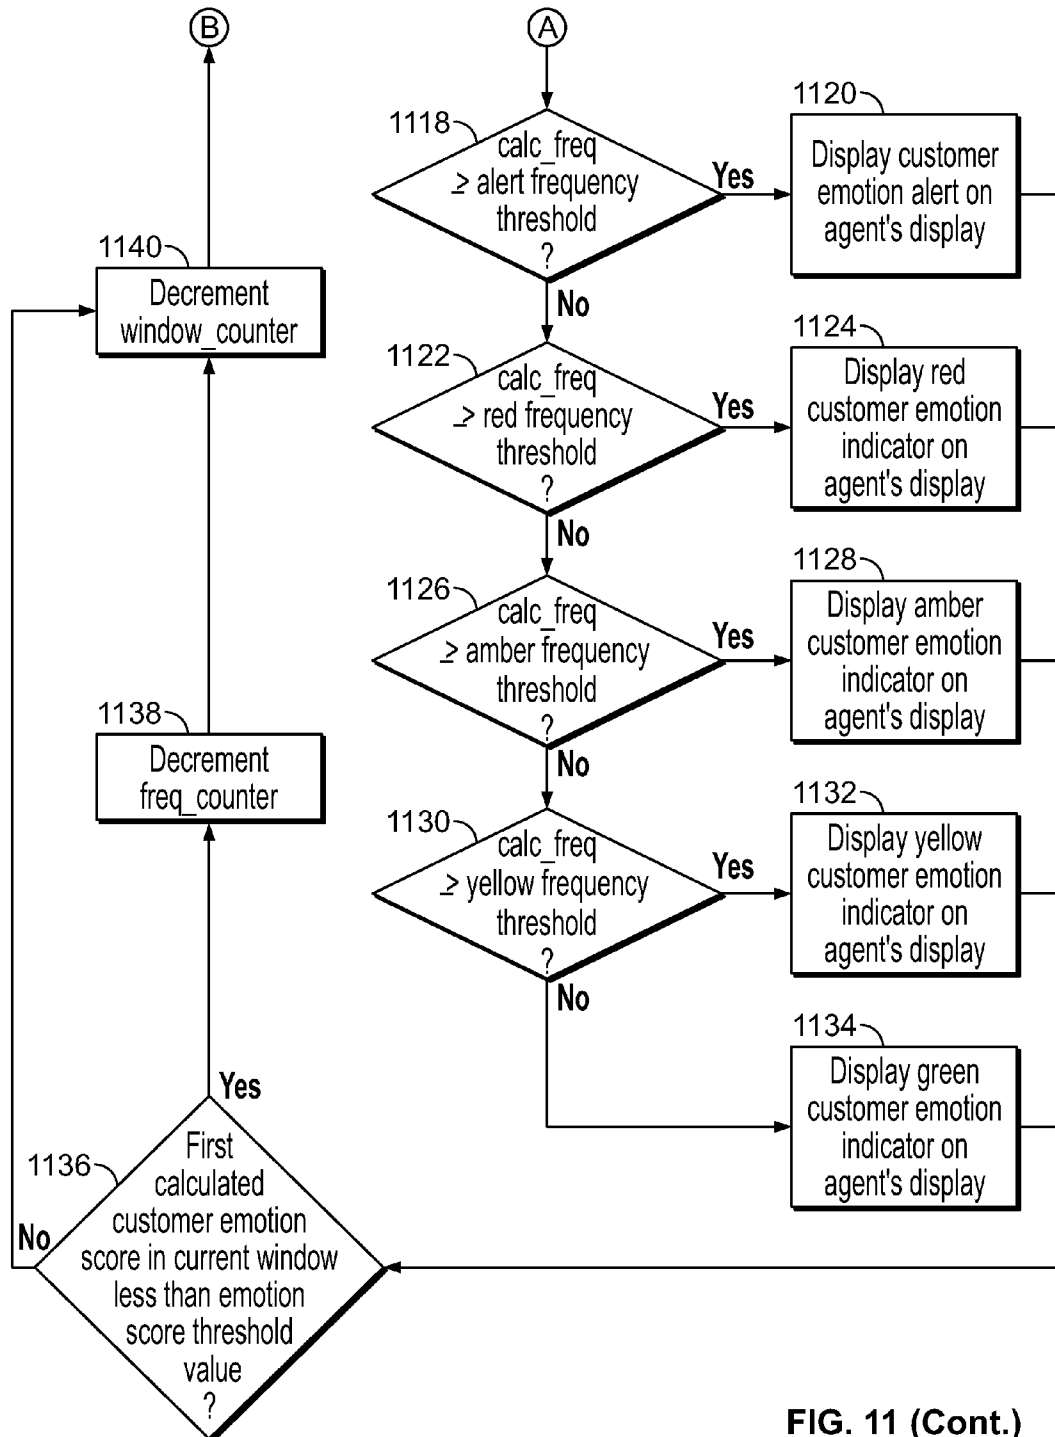 B
A
1118
calc_freq
≥ alert frequency
threshold
?
Yes
No
1120
Display customer
emotion alert on
agent's display
1140
Decrement
window_counter
1122
calc_freq
≥ red frequency
threshold
?
Yes
No
1124
Display red
customer emotion
indicator on
agent's display
1126
calc_freq
≥ amber frequency
threshold
?
Yes
No
1128
Display amber
customer emotion
indicator on
agent's display
1138
Decrement
freq_counter
1130
calc_freq
≥ yellow frequency
threshold
?
Yes
No
1132
Display yellow
customer emotion
indicator on
agent's display
1134
Display green
customer emotion
indicator on
agent's display
1136
Yes
No
First
calculated
customer emotion
score in current window
less than emotion
score threshold
value
?
FIG. 11 (Cont.)